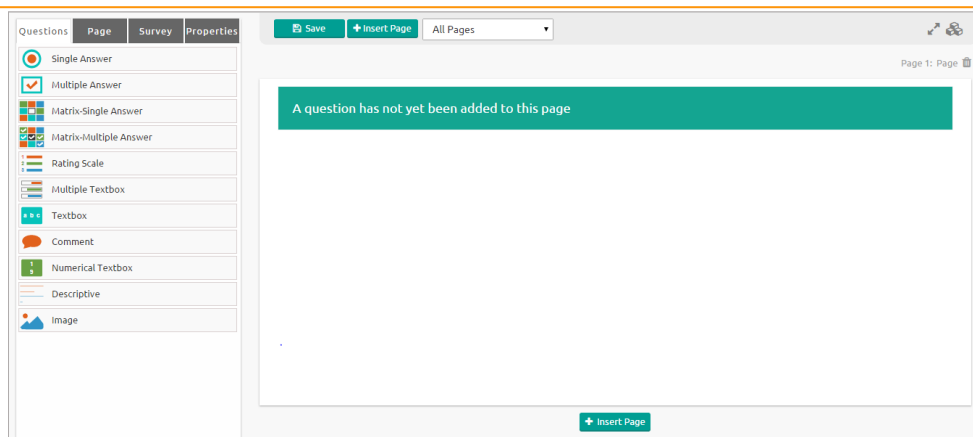 Questions Page Survey Properties
Save Insert Page All Pages
Page 1: Page
Single Answer
Multiple Answer
Matrix-Single Answer
Matrix-Multiple Answer
Rating Scale
Multiple Textbox
a b c Textbox
Comment
Numerical Textbox
Descriptive
Image
A question has not yet been added to this page
Insert Page